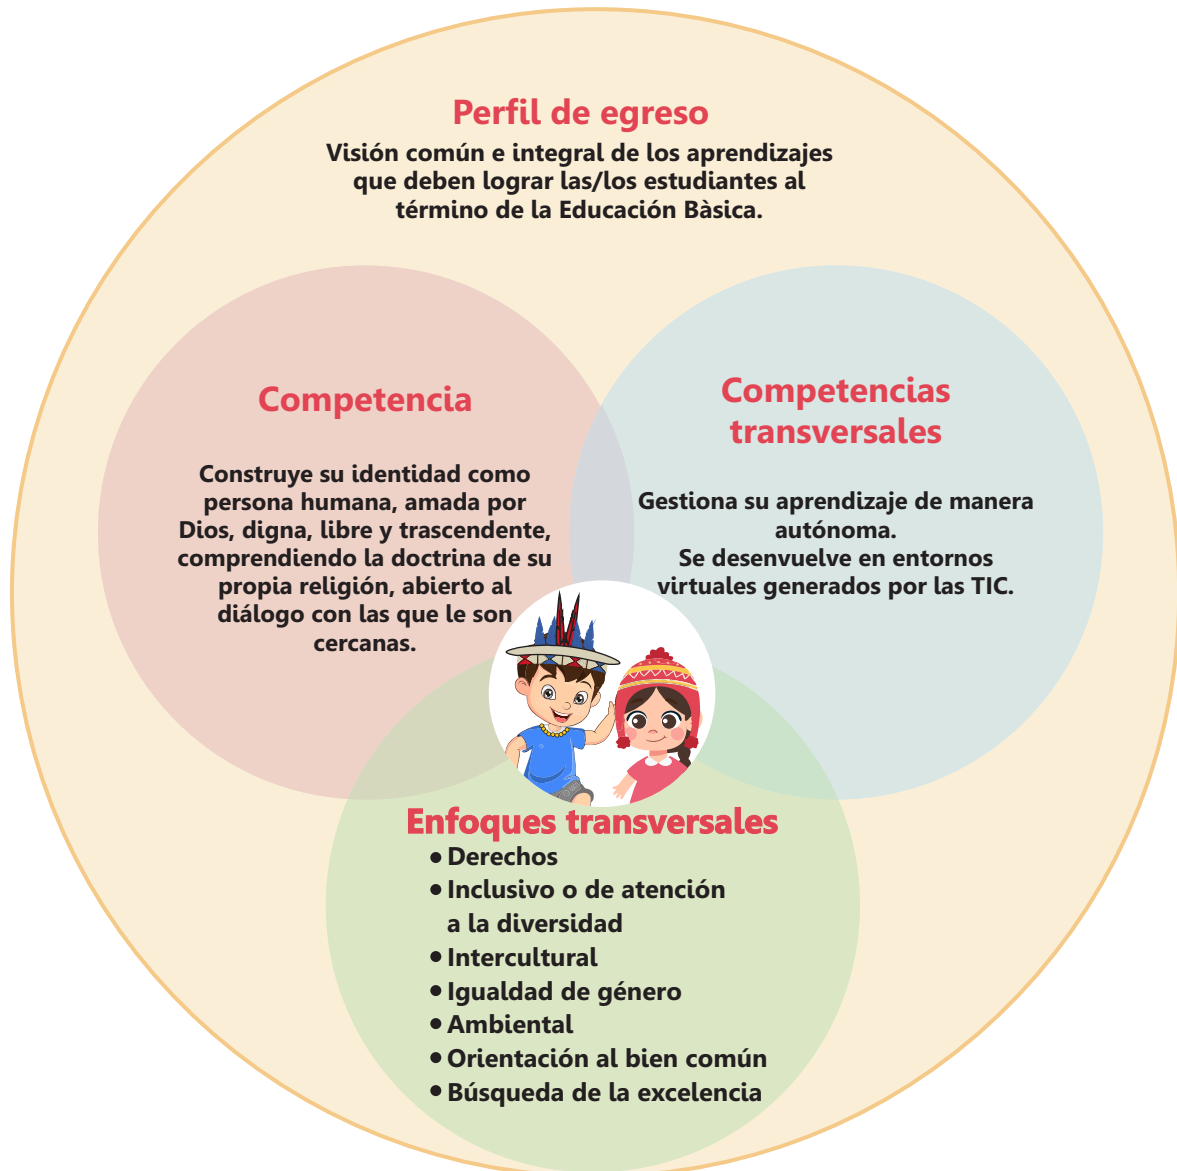 Perfil de egreso
Visión común e integral de los aprendizajes
que deben lograr las/los estudiantes al
término de la Educación Bàsica.
Competencia
Construye su identidad como
persona humana, amada por
Dios, digna, libre y trascendente,
comprendiendo la doctrina de su
propia religión, abierto al
diálogo con las que le son
cercanas.
Competencias
transversales
Gestiona su aprendizaje de manera
autónoma.
Se desenvuelve en entornos
virtuales generados por las TIC.
Enfoques transversales
• Derechos
• Inclusivo o de atención
a la diversidad
• Intercultural
• Igualdad de género
• Ambiental
• Orientación al bien común
• Búsqueda de la excelencia